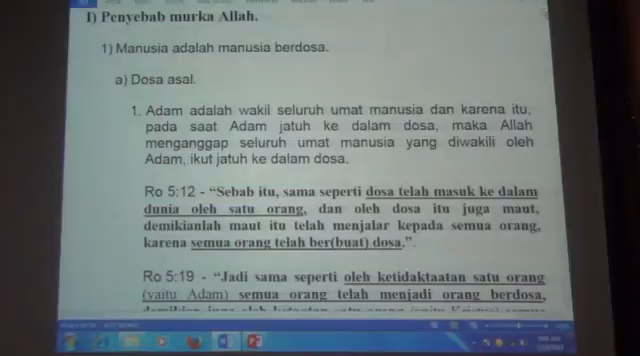 I) Penyebab murka Allah.
1) Manusia adalah manusia berdosa.
a) Dosa asal.
1. Adam adalah wakil seluruh umat manusia dan karena itu,
pada saat Adam jatuh ke dalam dosa, maka Allah
menganggap seluruh umat manusia yang diwakili oleh
Adam, ikut jatuh ke dalam dosa.
Ro 5:12 - “Sebab itu, sama seperti dosa telah masuk ke dalam
dunia oleh satu orang, dan oleh dosa itu juga maut,
demikianlah maut itu telah menjalar kepada semua orang,
karena semua orang telah ber(buat) dosa.”.
Ro 5:19 - “Jadi sama seperti oleh ketidaktaatan satu orang
(yaitu Adam) semua orang telah menjadi orang berdosa,